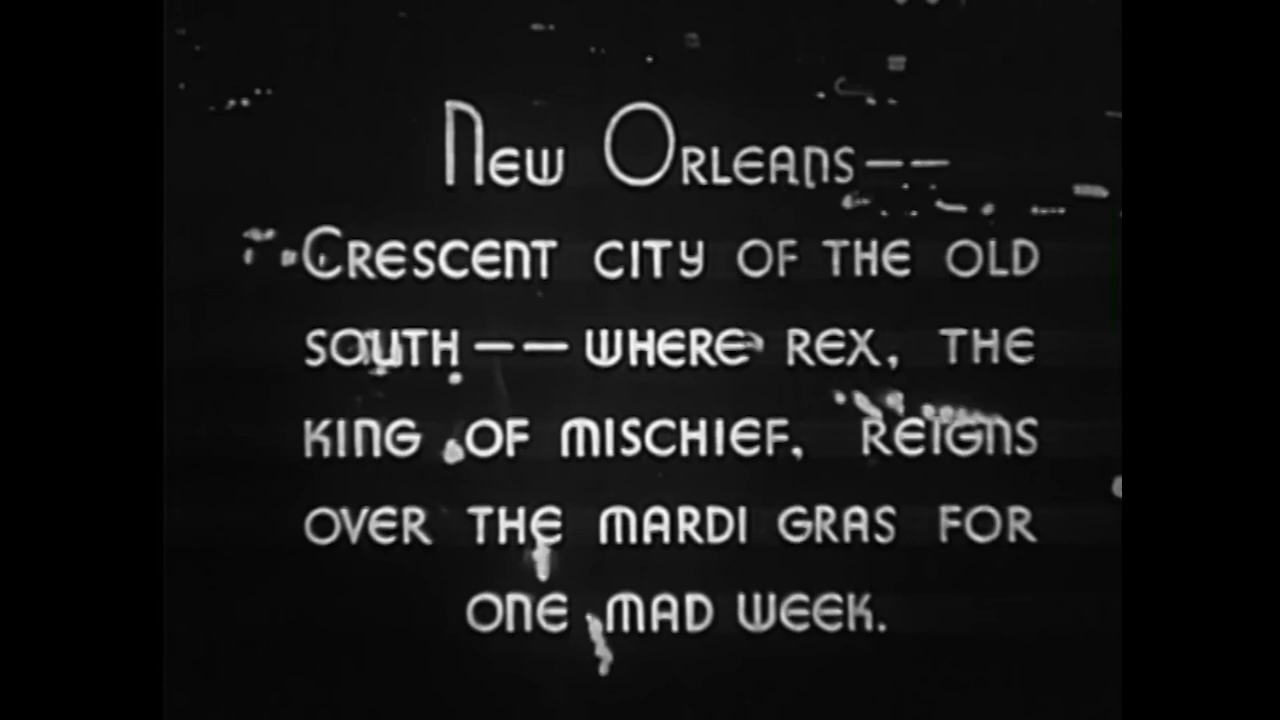 New Orleans——
Crescent city of the old
south——where Rex, the
king of mischief, reigns
over the Mardi Gras for
one mad week.